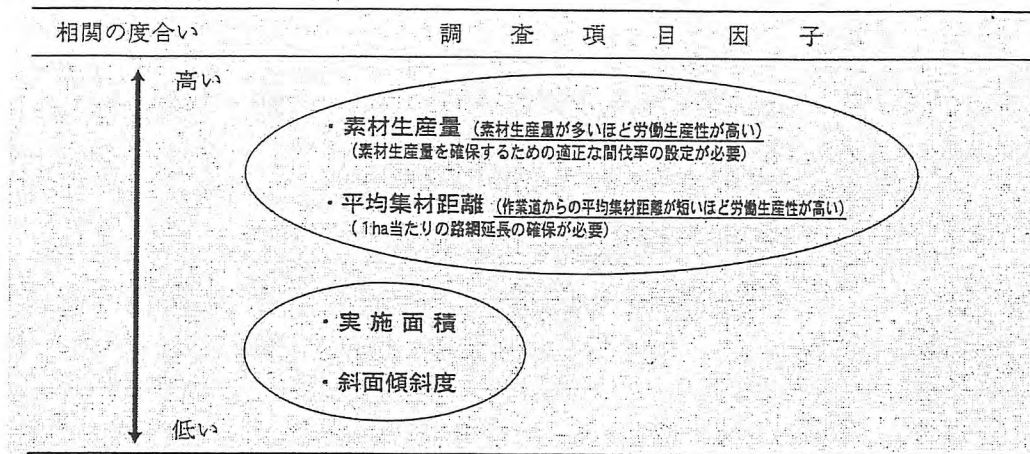 相関の度合い　調　査　項　目　因　子
高い
・素材生産量 (素材生産量が多いほど労働生産性が高い)
(素材生産量を確保するための適正な間伐率の設定が必要)
・平均集材距離 (作業道からの平均集材距離が短いほど労働生産性が高い)
(1ha当たりの路網延長の確保が必要)
・実施面積
・斜面傾斜度
低い